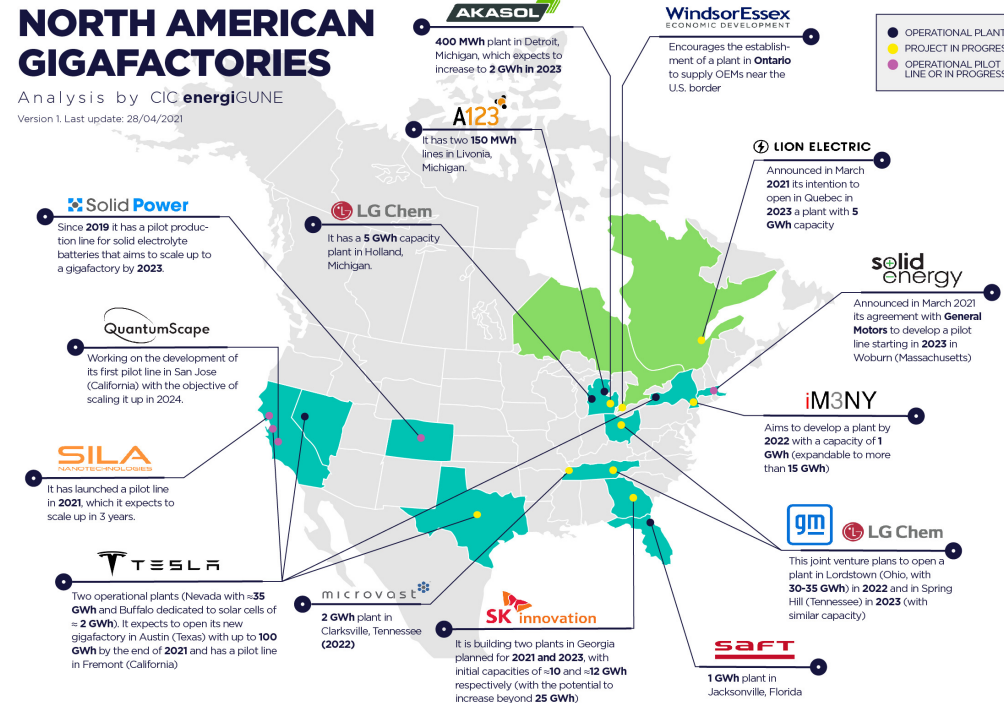 NORTH AMERICAN
GIGAFACTORIES
Analysis by CIC energiGUNE
Version 1. Last update: 28/04/2021
AKASOL
400 MWh plant in Detroit,
Michigan, which expects to
increase to 2 GWh in 2023
WindsorEssex
ECONOMIC DEVELOPMENT
Encourages the establish-
ment of a plant in Ontario
to supply OEMs near the
U.S. border
OPERATIONAL PLANT
PROJECT IN PROGRES
OPERATIONAL PILOT
LINE OR IN PROGRESS
A123
It has two 150 MWh
lines in Livonia,
Michigan.
LION ELECTRIC
Announced in March
2021 its intention to
open in Quebec in
2023 a plant with 5
GWh capacity
Solid Power
Since 2019 it has a pilot produc-
tion line for solid electrolyte
batteries that aims to scale up to
a gigafactory by 2023.
LG Chem
It has a 5 GWh capacity
plant in Holland,
Michigan.
solid
energy
Announced in March 2021
its agreement with General
Motors to develop a pilot
line starting in 2023 in
Woburn (Massachusetts)
QuantumScape
Working on the development of
its first pilot line in San Jose
(California) with the objective of
scaling it up in 2024.
iM3NY
Aims to develop a plant by
2022 with a capacity of 1
GWh (expandable to more
than 15 GWh)
SILA
NANOTECHNOLOGIES
It has launched a pilot line
in 2021, which it expects to
scale up in 3 years.
gm
LG Chem
This joint venture plans to open a
plant in Lordstown (Ohio, with
30-35 GWh) in 2022 and in Spring
Hill (Tennessee) in 2023 (with
similar capacity)
TESLA
Two operational plants (Nevada with ≈35
GWh and Buffalo dedicated to solar cells of
≈ 2 GWh). It expects to open its new
gigafactory in Austin (Texas) with up to 100
GWh by the end of 2021 and has a pilot line
in Fremont (California)
microvast
2 GWh plant in
Clarksville, Tennessee
(2022)
SK innovation
It is building two plants in Georgia
planned for 2021 and 2023, with
initial capacities of ≈10 and ≈12 GWh
respectively (with the potential to
increase beyond 25 GWh)
saft
1 GWh plant in
Jacksonville, Florida